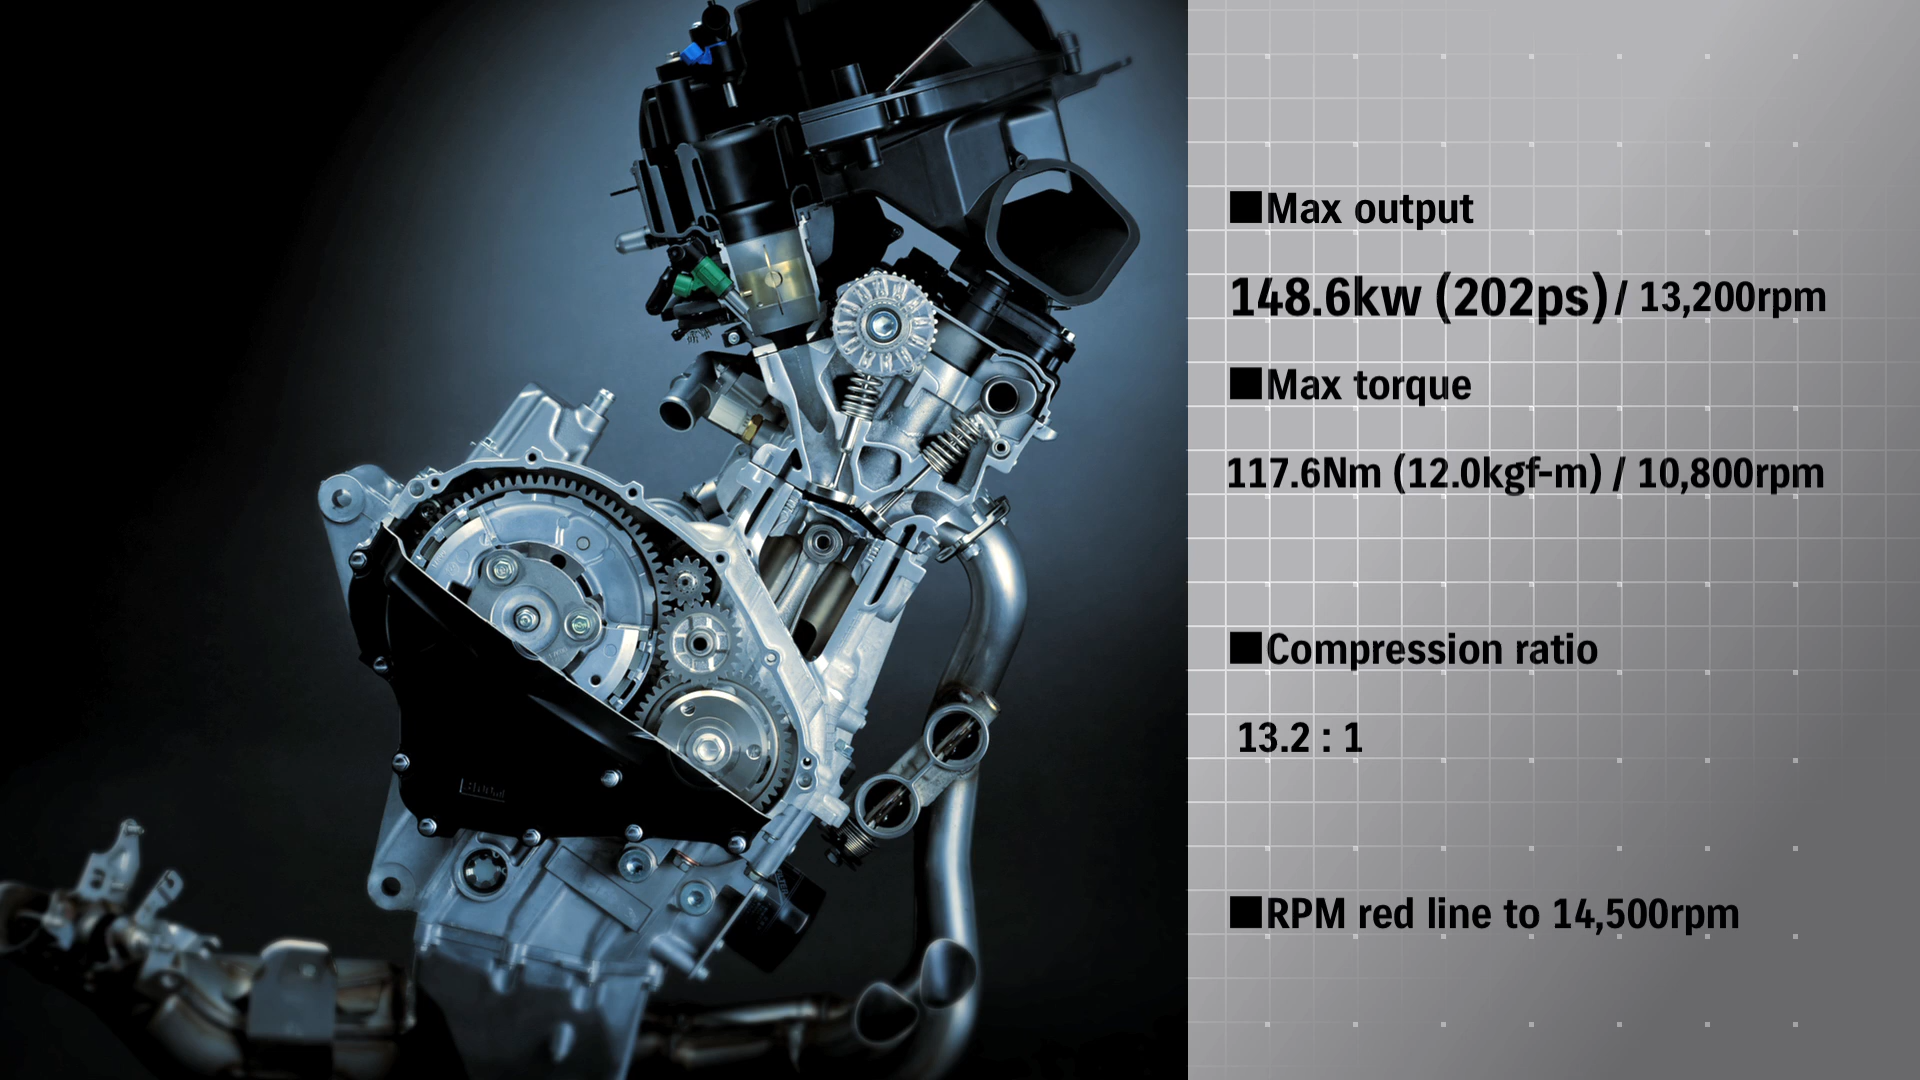 ■Max output
148.6kw (202ps) / 13,200rpm
■Max torque
117.6Nm (12.0kgf-m) / 10,800rpm
■Compression ratio
13.2 : 1
■RPM red line to 14,500rpm